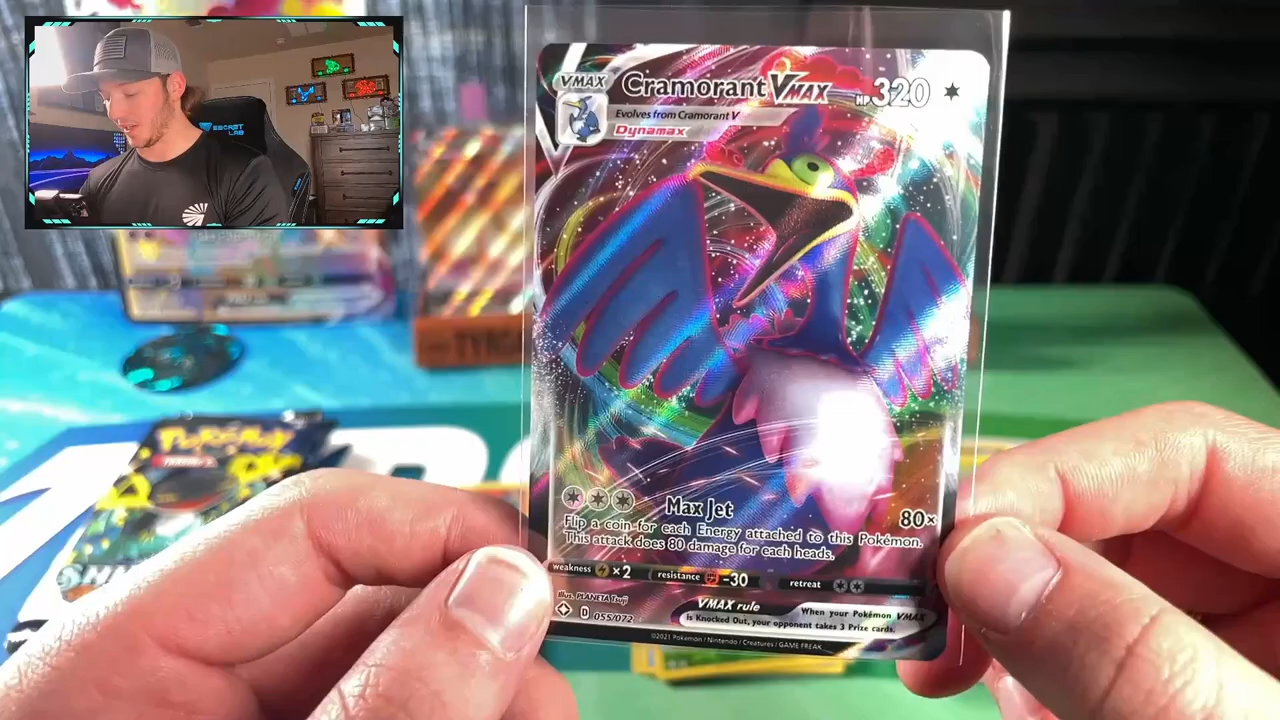 SECRET
LAB
VMAX Cramorant VMAX HP 320
Evolves from Cramorant V
Dynamax
Pokémon
Max Jet 80×
Flip a coin for each Energy attached to this Pokémon.
This attack does 80 damage for each heads.
weakness ×2 resistance -30 retreat
Illus. PLANETA Tsuji
D 055/072
VMAX rule When your Pokémon VMAX
is Knocked Out, your opponent takes 3 Prize cards.
©2021 Pokémon / Nintendo / Creatures / GAME FREAK